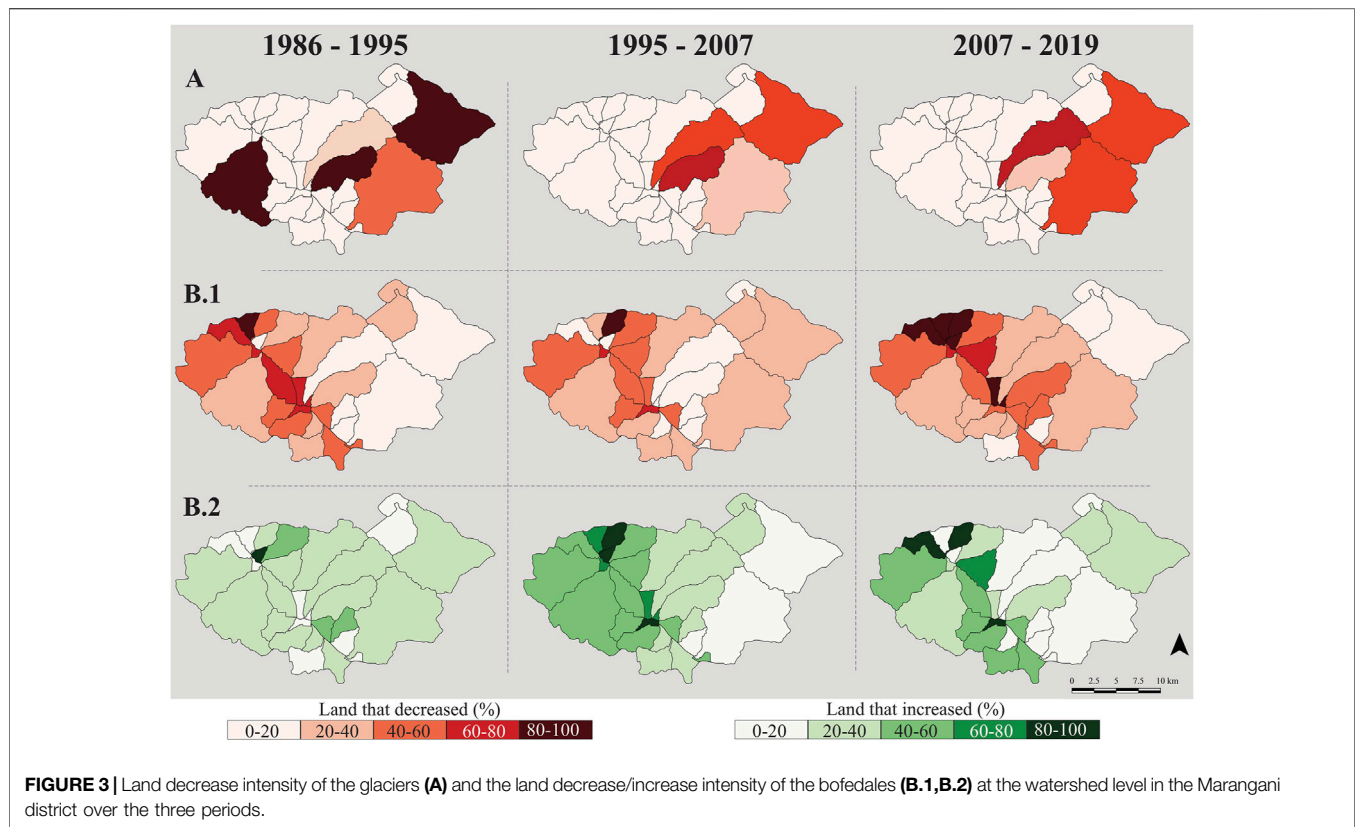 1986 - 1995 1995 - 2007 2007 - 2019
A
B.1
B.2
0 2.5 5 7.5 10 km
Land that decreased (%) Land that increased (%)
0-20 20-40 40-60 60-80 80-100 0-20 20-40 40-60 60-80 80-100
FIGURE 3 | Land decrease intensity of the glaciers (A) and the land decrease/increase intensity of the bofedales (B.1,B.2) at the watershed level in the Marangani
district over the three periods.